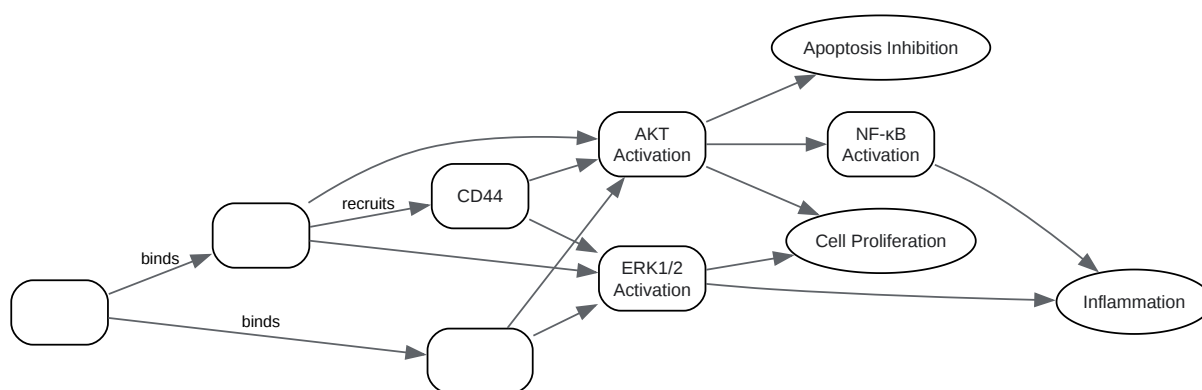 Apoptosis Inhibition
AKT
Activation
NF-κB
Activation
CD44
recruits
Cell Proliferation
binds
ERK1/2
Activation
Inflammation
binds